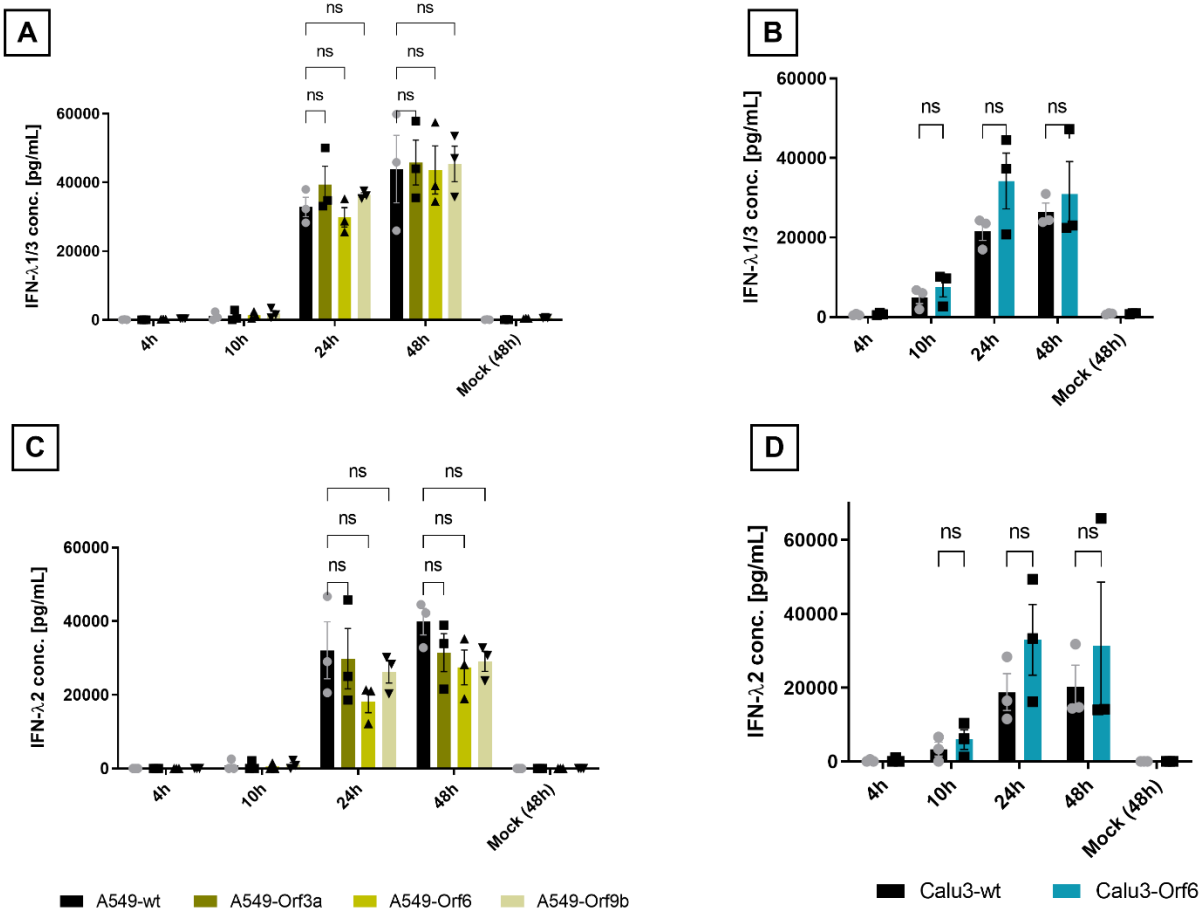 A
ns
ns
ns
ns
ns
ns
IFN-λ1/3 conc. [pg/mL]
60000
40000
20000
0
4h
10h
24h
48h
Mock (48h)
B
ns
ns
ns
IFN-λ1/3 conc. [pg/mL]
60000
40000
20000
0
4h
10h
24h
48h
Mock (48h)
C
ns
ns
ns
ns
ns
ns
IFN-λ2 conc. [pg/mL]
60000
40000
20000
0
4h
10h
24h
48h
Mock (48h)
D
ns
ns
ns
IFN-λ2 conc. [pg/mL]
60000
40000
20000
0
4h
10h
24h
48h
Mock (48h)
A549-wt A549-Orf3a A549-Orf6 A549-Orf9b
Calu3-wt Calu3-Orf6